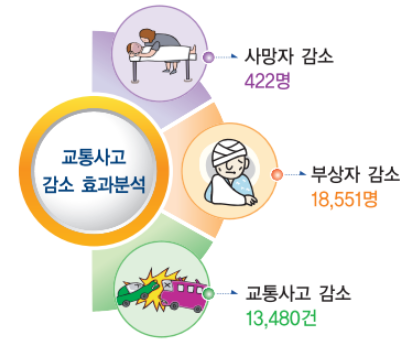 교통사고
감소 효과분석
사망자 감소
422명
부상자 감소
18,551명
교통사고 감소
13,480건